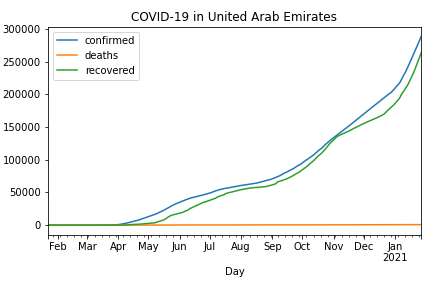 COVID-19 in United Arab Emirates
300000
250000
200000
150000
100000
50000
0
confirmed
deaths
recovered
Feb Mar Apr May Jun Jul Aug Sep Oct Nov Dec Jan
2021
Day